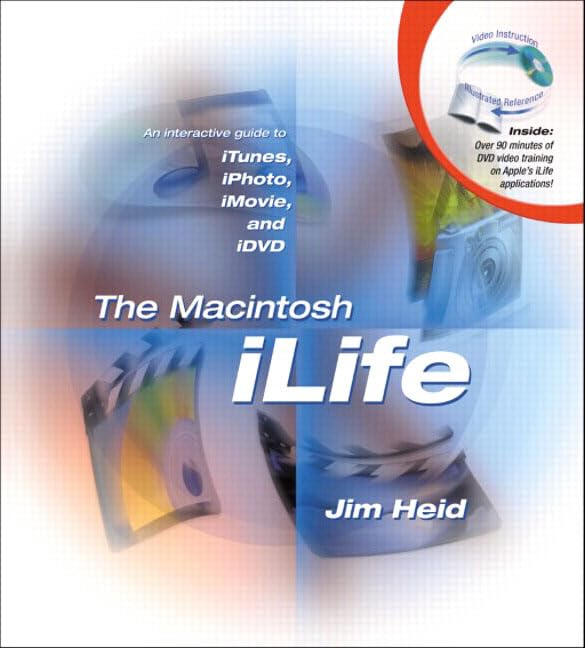 Video Instruction
Illustrated Reference
Inside:
Over 90 minutes of
DVD video training
on Apple's iLife
applications!
An interactive guide to
iTunes,
iPhoto,
iMovie,
and
iDVD
The Macintosh
iLife
Jim Heid